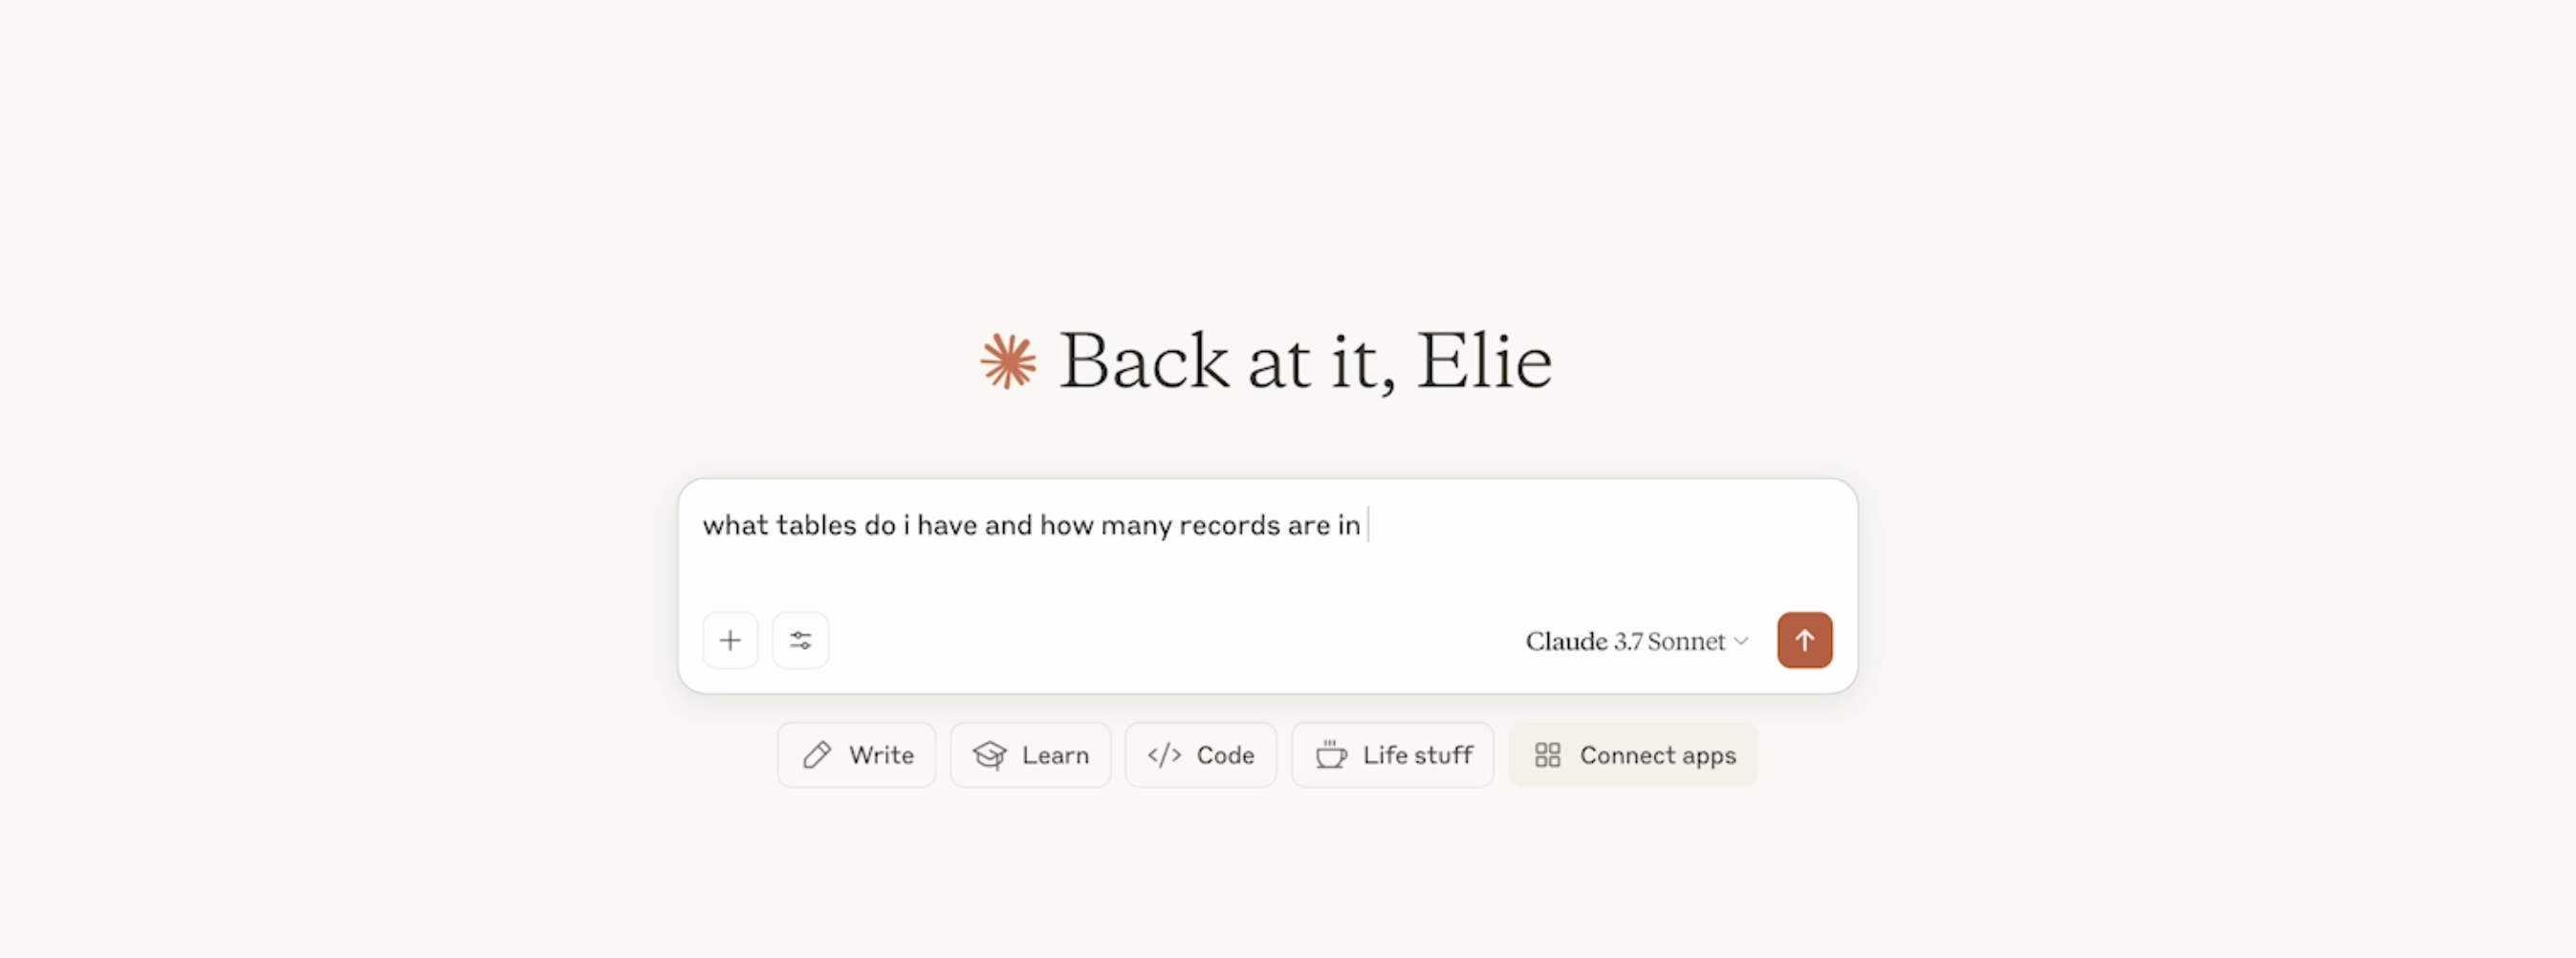 Back at it, Elie
what tables do i have and how many records are in
Claude 3.7 Sonnet
Write Learn Code Life stuff Connect apps